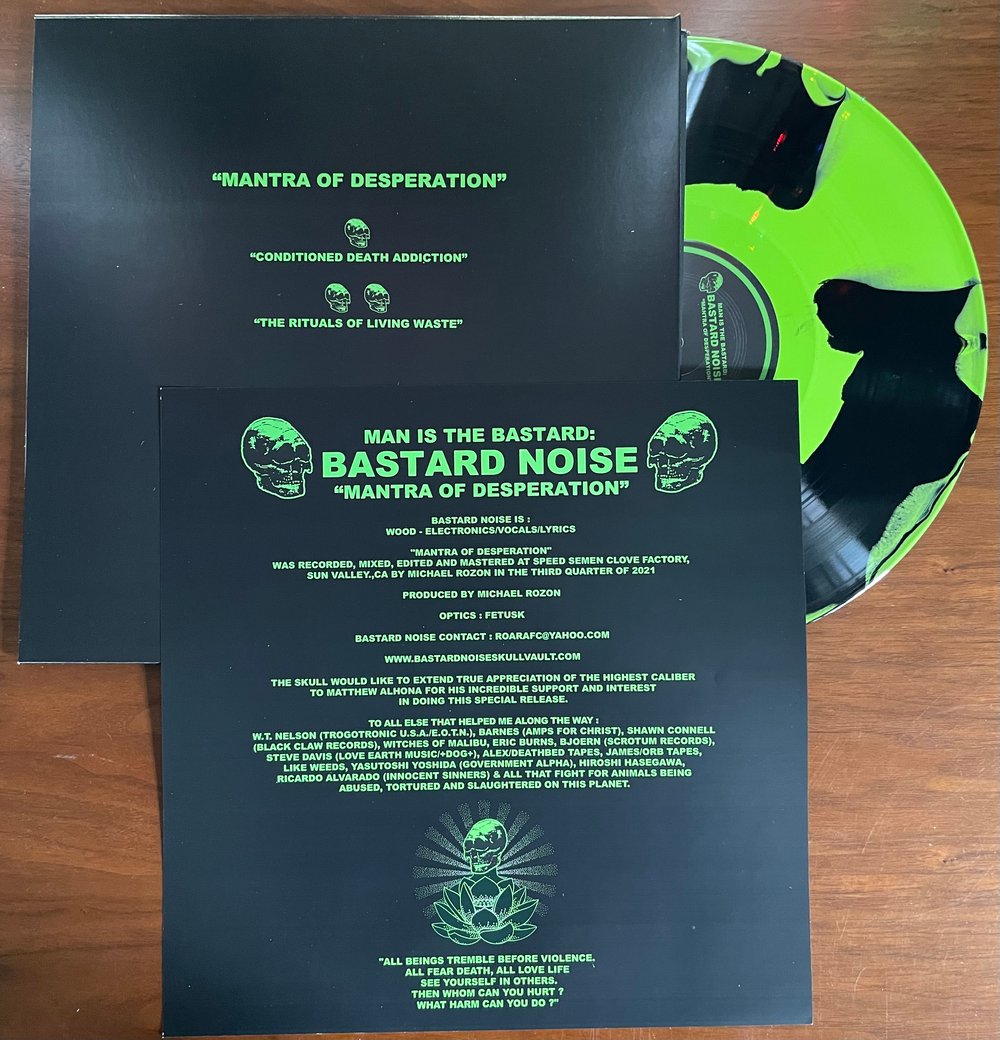 “MANTRA OF DESPERATION”
“CONDITIONED DEATH ADDICTION”
“THE RITUALS OF LIVING WASTE”
MAN IS THE BASTARD:
BASTARD NOISE
“MANTRA OF DESPERATION”
MAN IS THE BASTARD:
BASTARD NOISE
“MANTRA OF DESPERATION”
BASTARD NOISE IS :
WOOD - ELECTRONICS/VOCALS/LYRICS
"MANTRA OF DESPERATION"
WAS RECORDED, MIXED, EDITED AND MASTERED AT SPEED SEMEN CLOVE FACTORY,
SUN VALLEY.,CA BY MICHAEL ROZON IN THE THIRD QUARTER OF 2021
PRODUCED BY MICHAEL ROZON
OPTICS : FETUSK
BASTARD NOISE CONTACT : ROARAFC@YAHOO.COM
WWW.BASTARDNOISESKULLVAULT.COM
THE SKULL WOULD LIKE TO EXTEND TRUE APPRECIATION OF THE HIGHEST CALIBER
TO MATTHEW ALHONA FOR HIS INCREDIBLE SUPPORT AND INTEREST
IN DOING THIS SPECIAL RELEASE.
TO ALL ELSE THAT HELPED ME ALONG THE WAY :
W.T. NELSON (TROGOTRONIC U.S.A./E.O.T.N.), BARNES (AMPS FOR CHRIST), SHAWN CONNELL
(BLACK CLAW RECORDS), WITCHES OF MALIBU, ERIC BURNS, BJOERN (SCROTUM RECORDS),
STEVE DAVIS (LOVE EARTH MUSIC/+DOG+), ALEX/DEATHBED TAPES, JAMES/ORB TAPES,
LIKE WEEDS, YASUTOSHI YOSHIDA (GOVERNMENT ALPHA), HIROSHI HASEGAWA,
RICARDO ALVARADO (INNOCENT SINNERS) & ALL THAT FIGHT FOR ANIMALS BEING
ABUSED, TORTURED AND SLAUGHTERED ON THIS PLANET.
"ALL BEINGS TREMBLE BEFORE VIOLENCE.
ALL FEAR DEATH, ALL LOVE LIFE
SEE YOURSELF IN OTHERS.
THEN WHOM CAN YOU HURT ?
WHAT HARM CAN YOU DO ?"